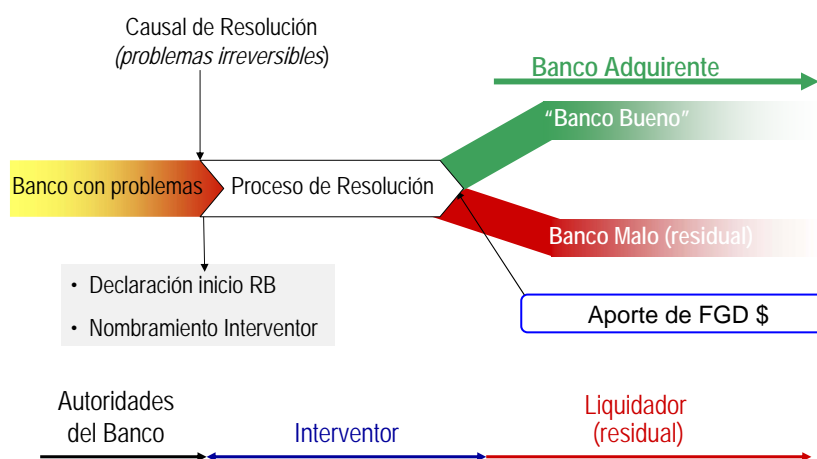 Causal de Resolución
(problemas irreversibles)
Banco Adquirente
“Banco Bueno”
Banco con problemas
Proceso de Resolución
Banco Malo (residual)
• Declaración inicio RB
• Nombramiento Interventor
Aporte de FGD $
Autoridades
del Banco
Interventor
Liquidador
(residual)